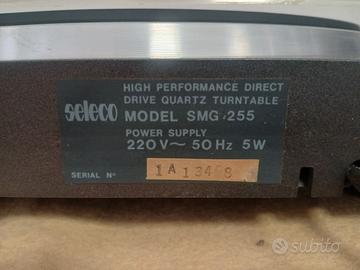 seleco
HIGH PERFORMANCE DIRECT
DRIVE QUARTZ TURNTABLE
MODEL SMG 255
POWER SUPPLY
220V~ 50Hz 5W
SERIAL N°
subito